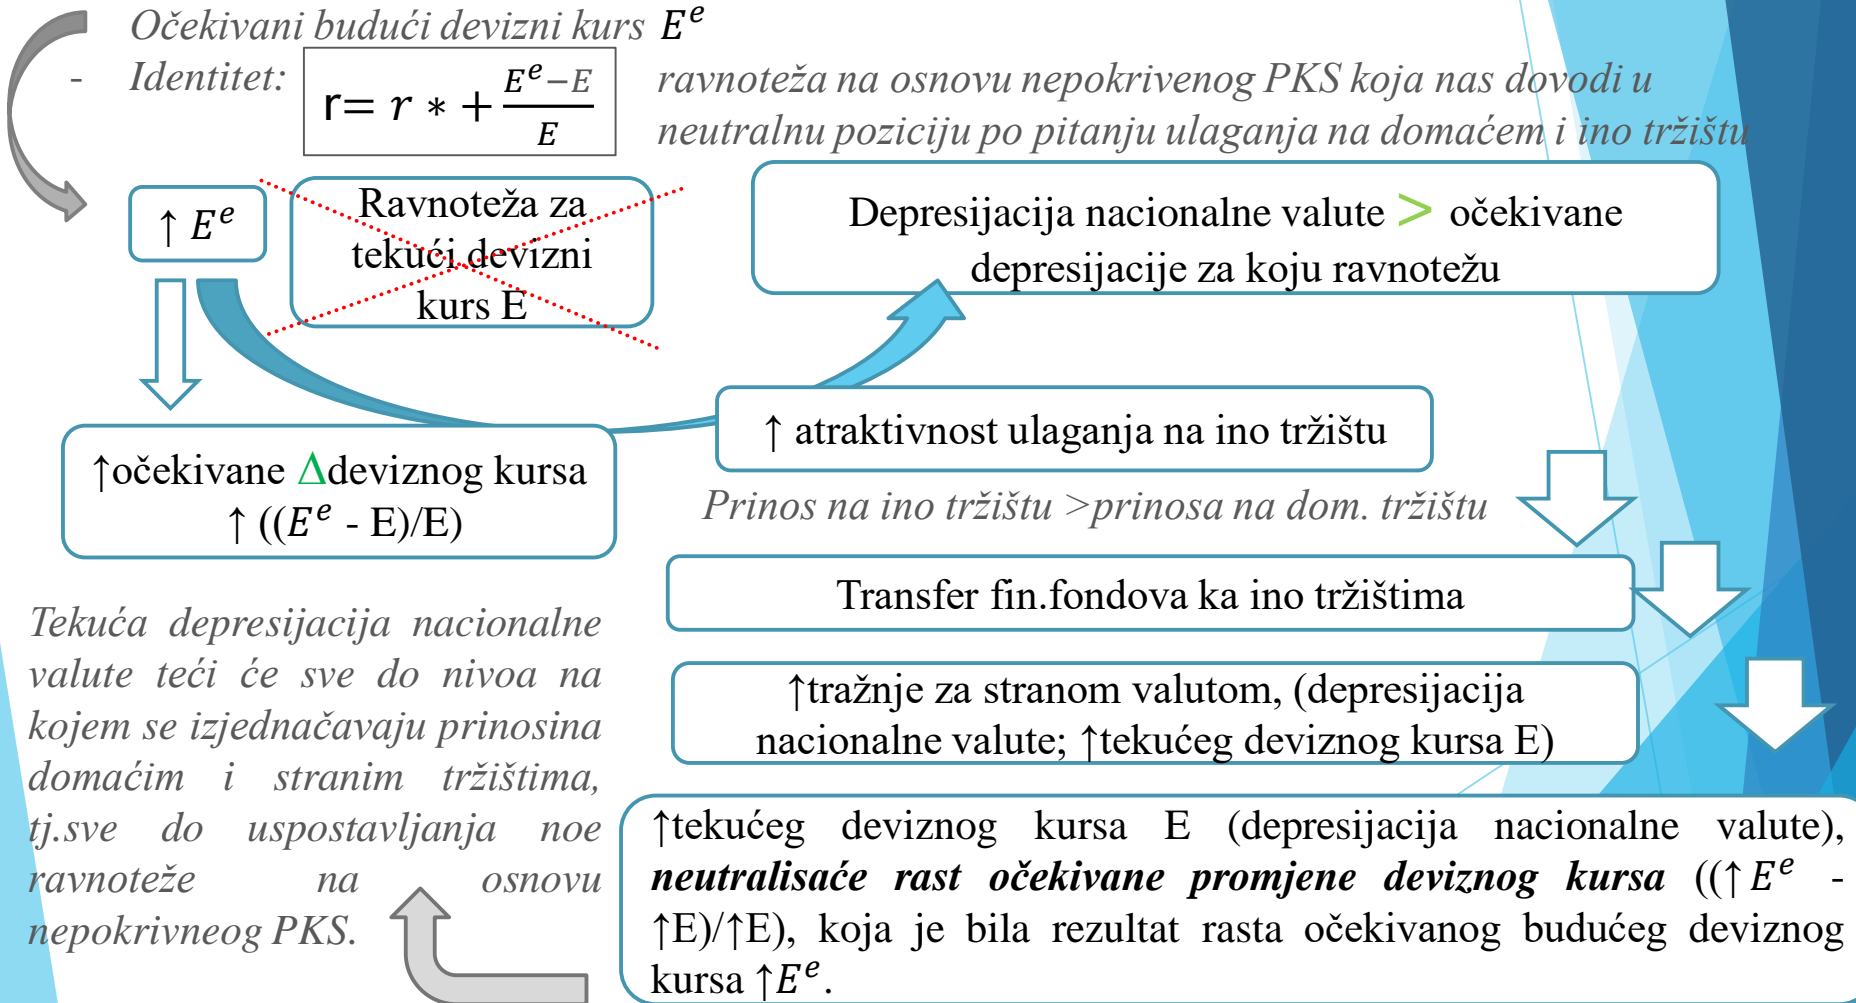 Očekivani budući devizni kurs E^e
- Identitet: r= r * + (E^e−E)/E
ravnoteža na osnovu nepokrivenog PKS koja nas dovodi u
neutralnu poziciju po pitanju ulaganja na domaćem i ino tržištu
↑ E^e
Ravnoteža za
tekući devizni
kurs E
Depresijacija nacionalne valute > očekivane
depresijacije za koju ravnotežu
↑očekivane Δdeviznog kursa
↑ ((E^e - E)/E)
↑ atraktivnost ulaganja na ino tržištu
Prinos na ino tržištu >prinosa na dom. tržištu
Transfer fin.fondova ka ino tržištima
↑tražnje za stranom valutom, (depresijacija
nacionalne valute; ↑tekućeg deviznog kursa E)
↑tekućeg deviznog kursa E (depresijacija nacionalne valute),
neutralisaće rast očekivane promjene deviznog kursa ((↑E^e -
↑E)/↑E), koja je bila rezultat rasta očekivanog budućeg deviznog
kursa ↑E^e.
Tekuća depresijacija nacionalne
valute teći će sve do nivoa na
kojem se izjednačavaju prinosina
domaćim i stranim tržištima,
tj.sve do uspostavljanja noe
ravnoteže na osnovu
nepokrivneog PKS.